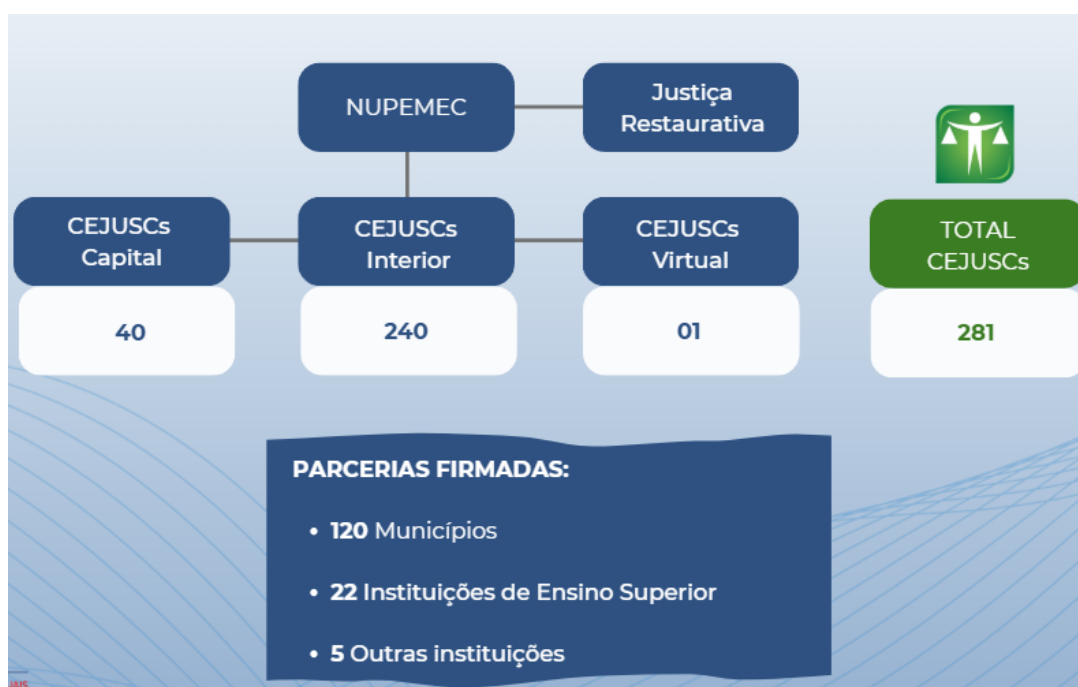 NUPEMEC
Justiça
Restaurativa
CEJUSCs
Capital
CEJUSCs
Interior
CEJUSCs
Virtual
TOTAL
CEJUSCs
40
240
01
281
PARCERIAS FIRMADAS:
• 120 Municípios
• 22 Instituições de Ensino Superior
• 5 Outras instituições